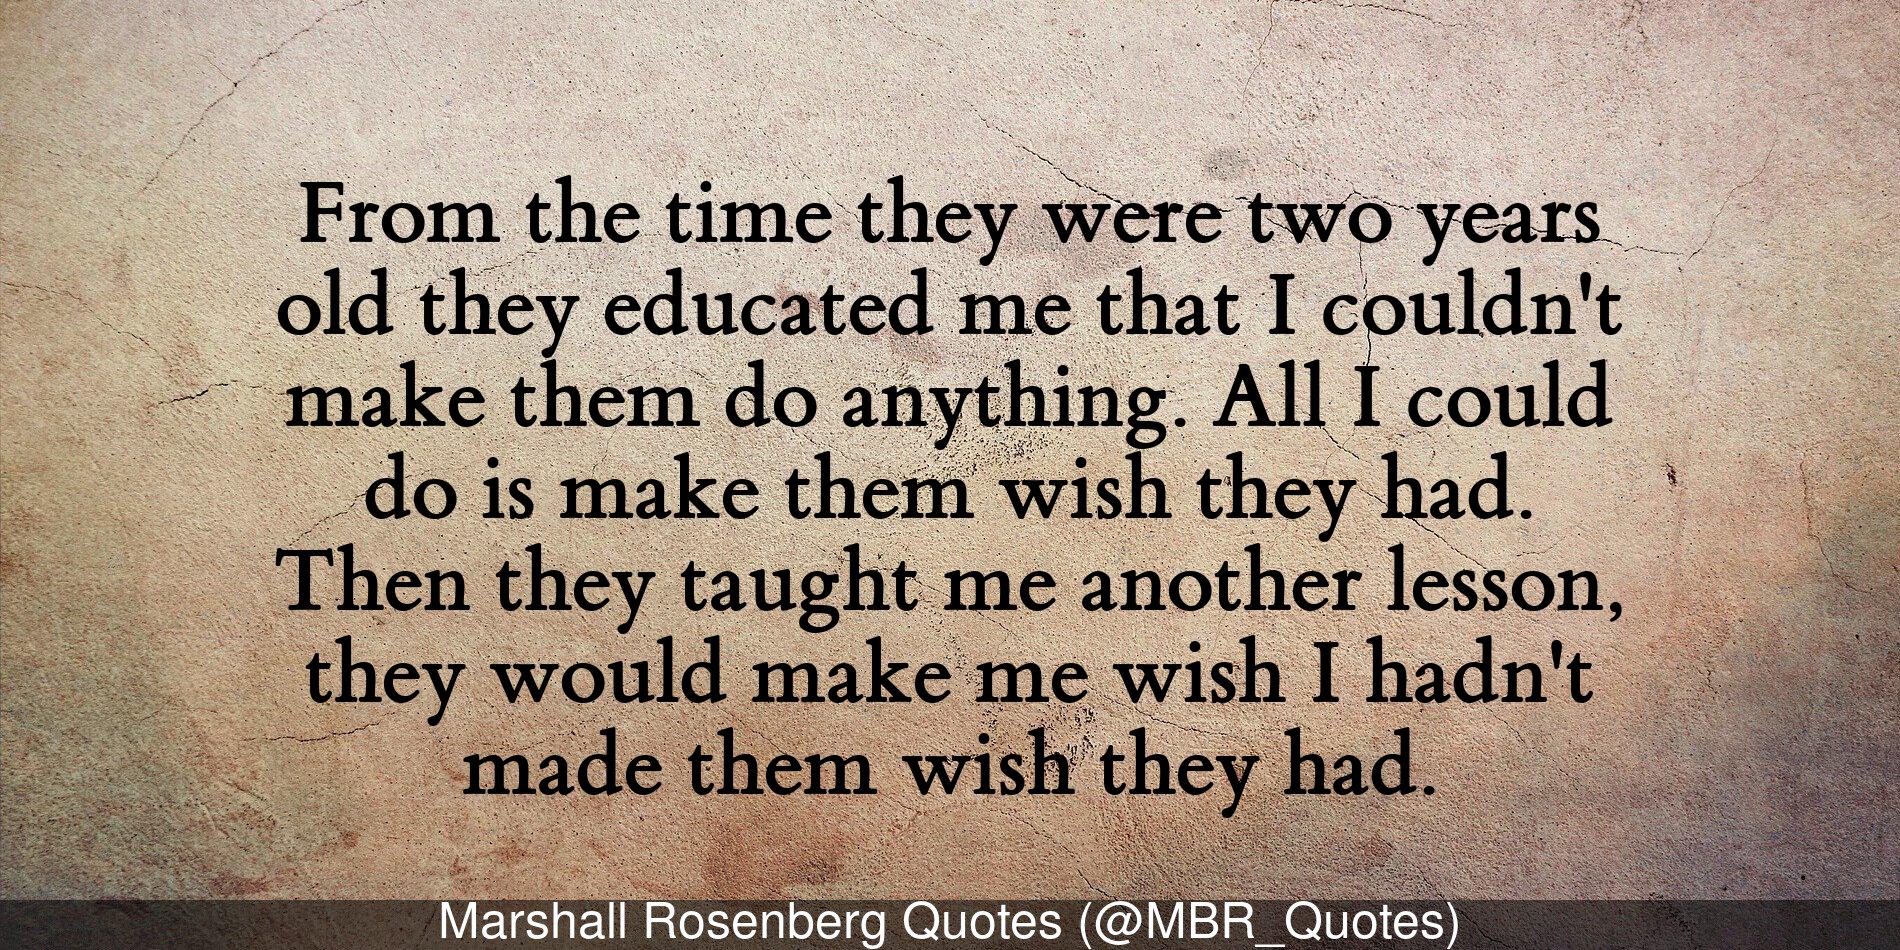 From the time they were two years
old they educated me that I couldn't
make them do anything. All I could
do is make them wish they had.
Then they taught me another lesson,
they would make me wish I hadn't
made them wish they had.
Marshall Rosenberg Quotes (@MBR_Quotes)